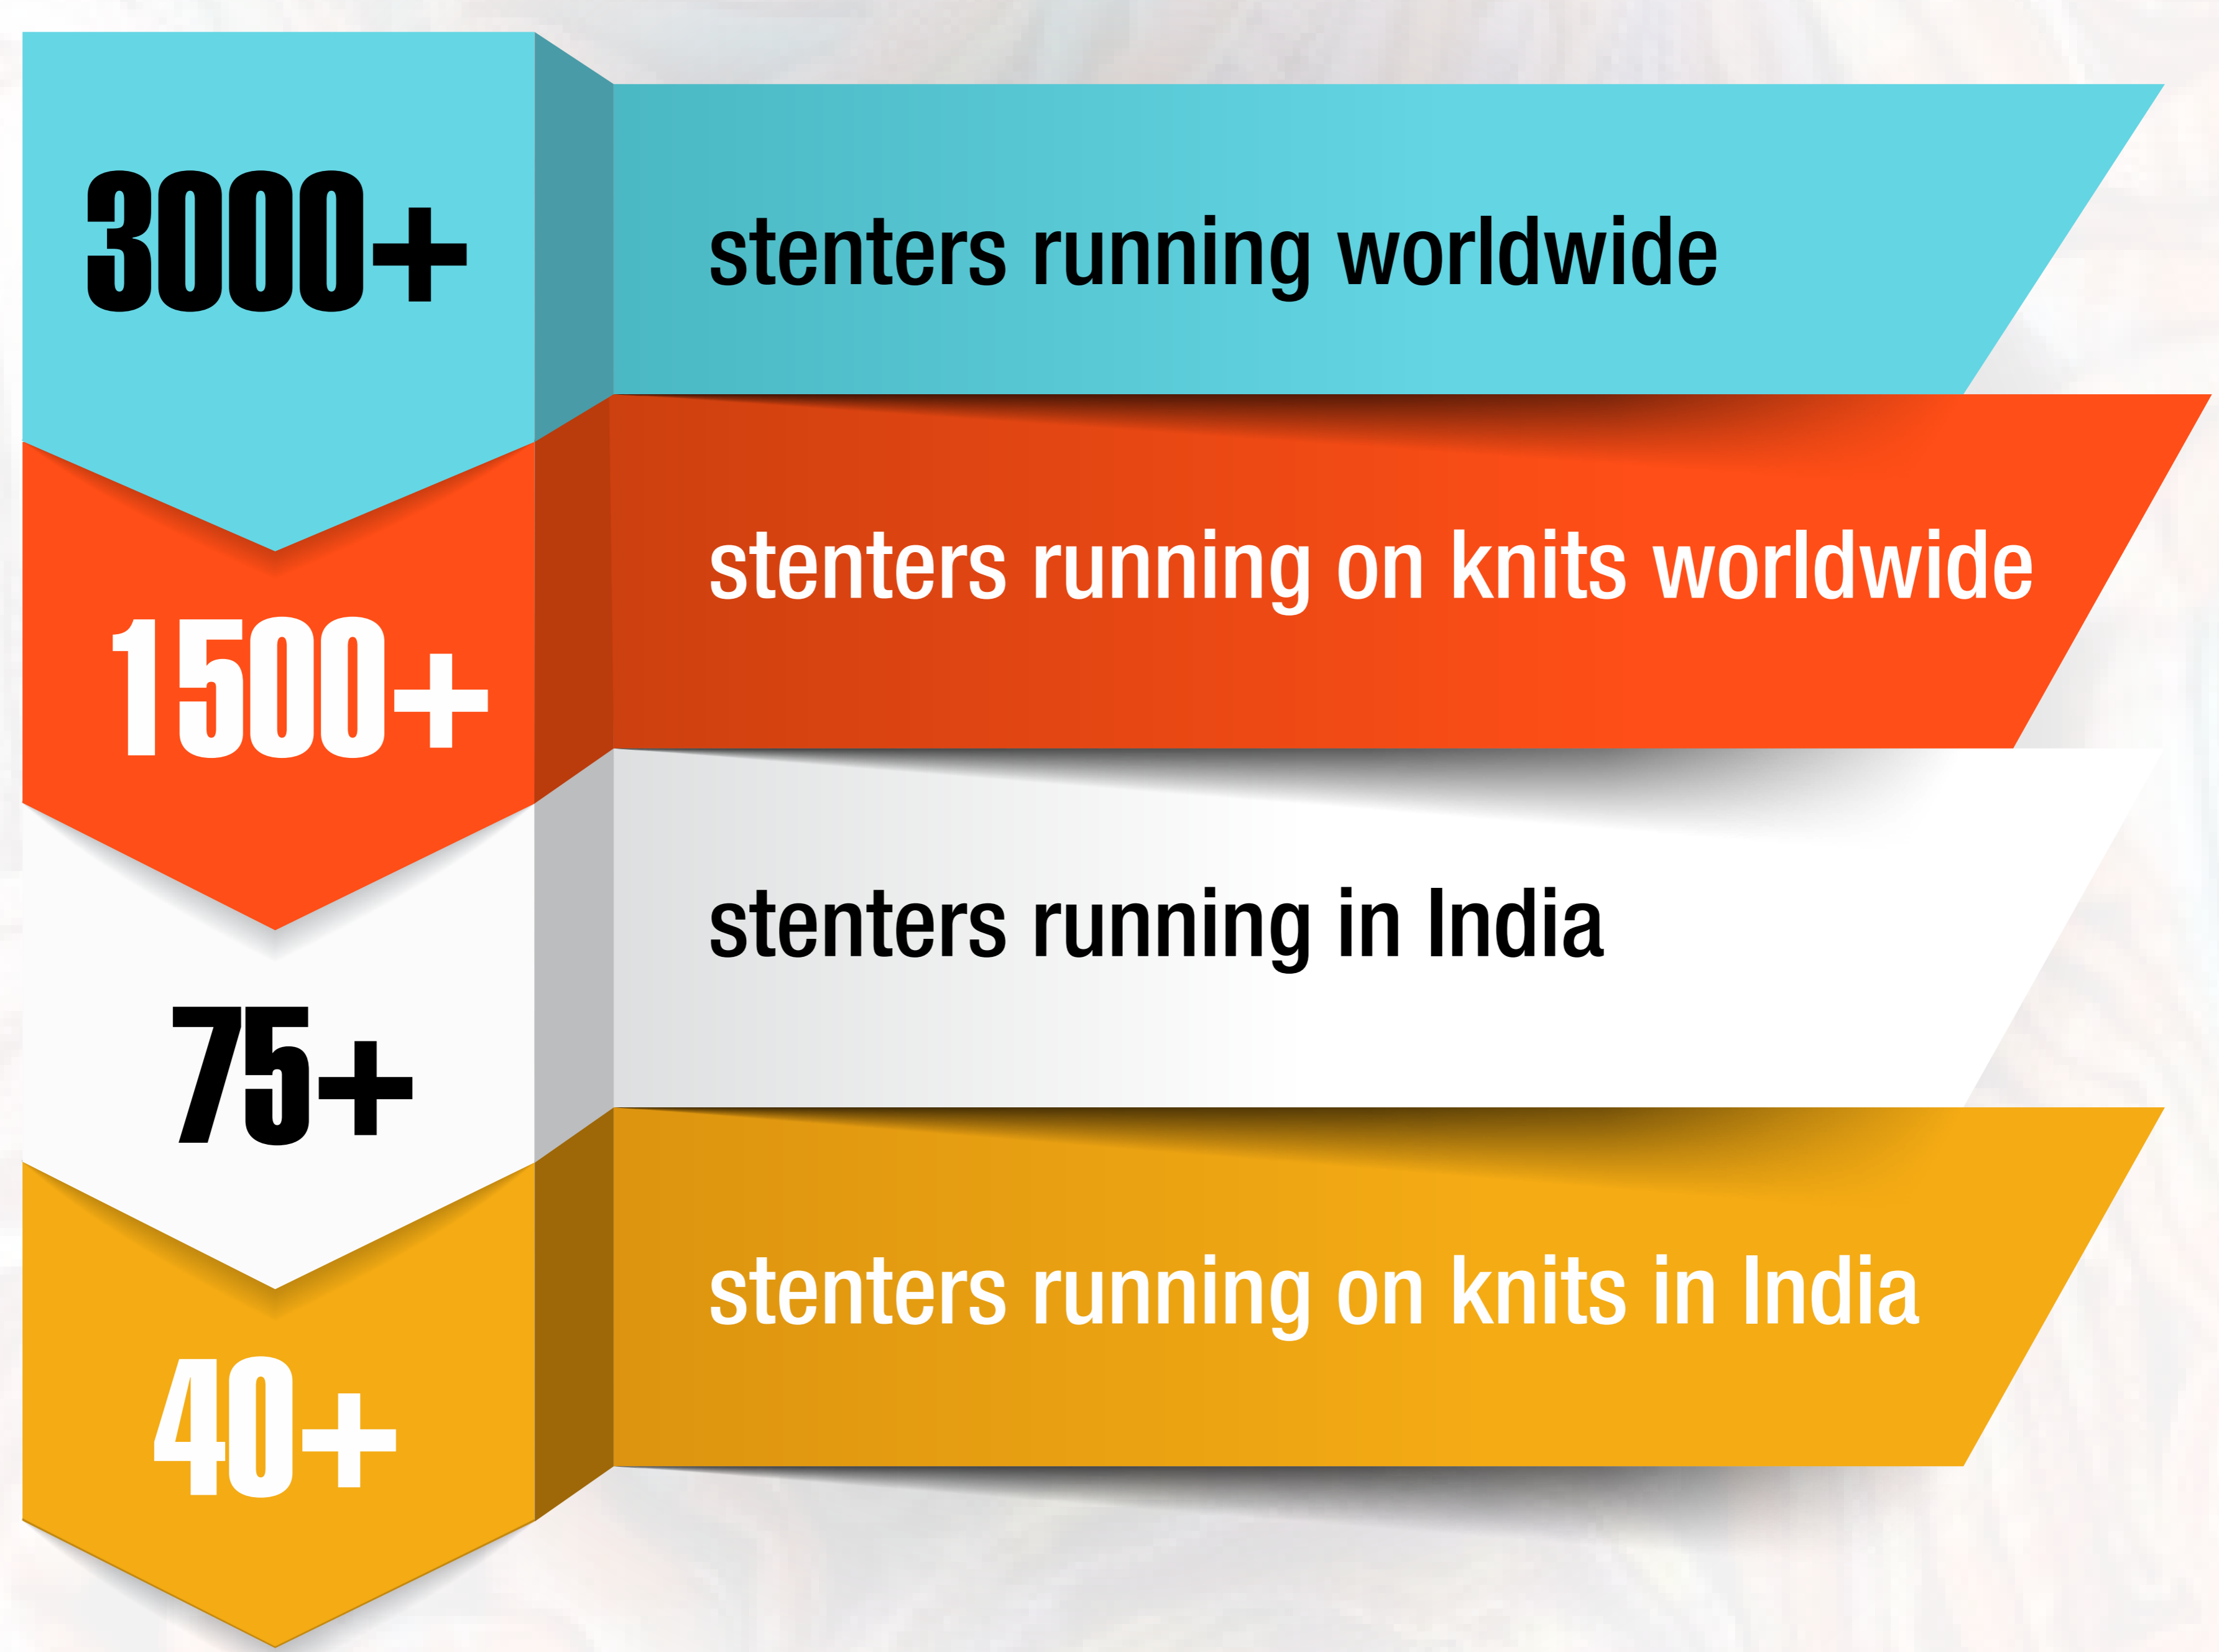 3000+
stenters running worldwide
1500+
stenters running on knits worldwide
75+
stenters running in India
40+
stenters running on knits in India